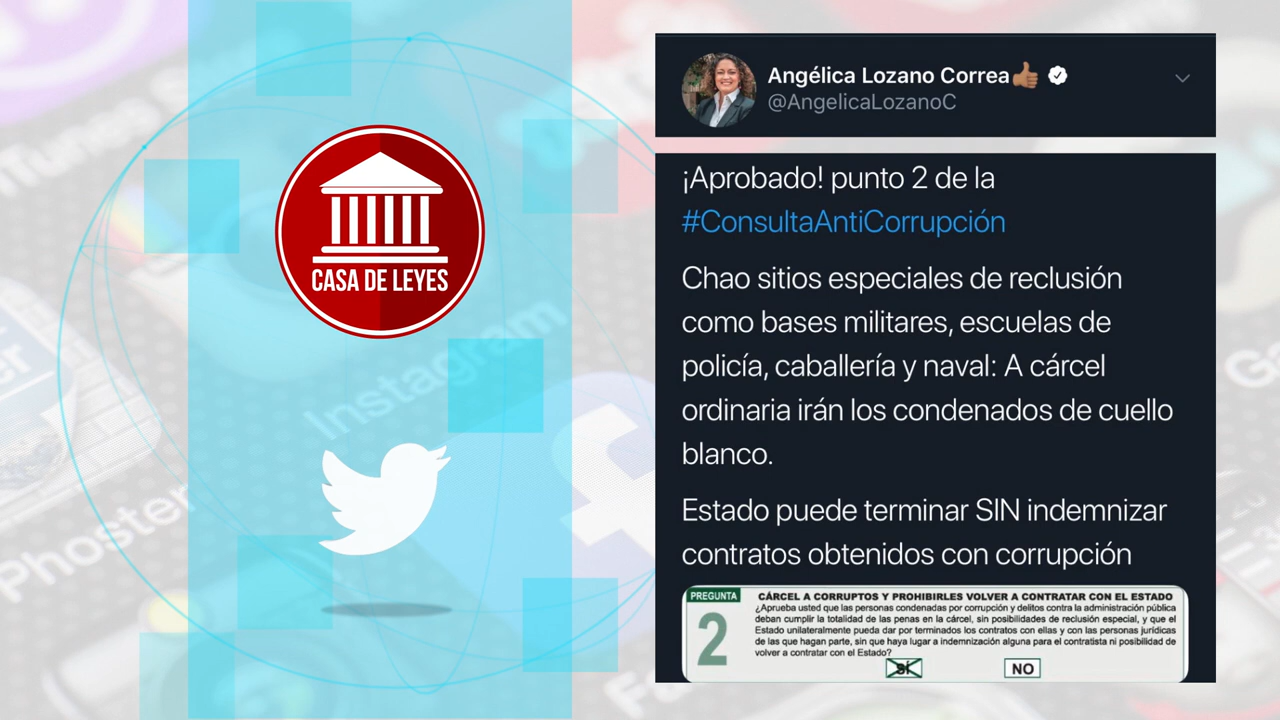 CASA DE LEYES
Angélica Lozano Correa
@AngelicaLozanoC
¡Aprobado! punto 2 de la
#ConsultaAntiCorrupción
Chao sitios especiales de reclusión
como bases militares, escuelas de
policía, caballería y naval: A cárcel
ordinaria irán los condenados de cuello
blanco.
Estado puede terminar SIN indemnizar
contratos obtenidos con corrupción
PREGUNTA
2
CÁRCEL A CORRUPTOS Y PROHIBIRLES VOLVER A CONTRATAR CON EL ESTADO
¿Aprueba usted que las personas condenadas por corrupción y delitos contra la administración pública
deban cumplir la totalidad de las penas en la cárcel, sin posibilidades de reclusión especial, y que el
Estado unilateralmente pueda dar por terminados los contratos con ellas y con las personas jurídicas
de las que hagan parte, sin que haya lugar a indemnización alguna para el contratista ni posibilidad de
volver a contratar con el Estado?
SÍ NO
iTunes
Instagram
Phoster